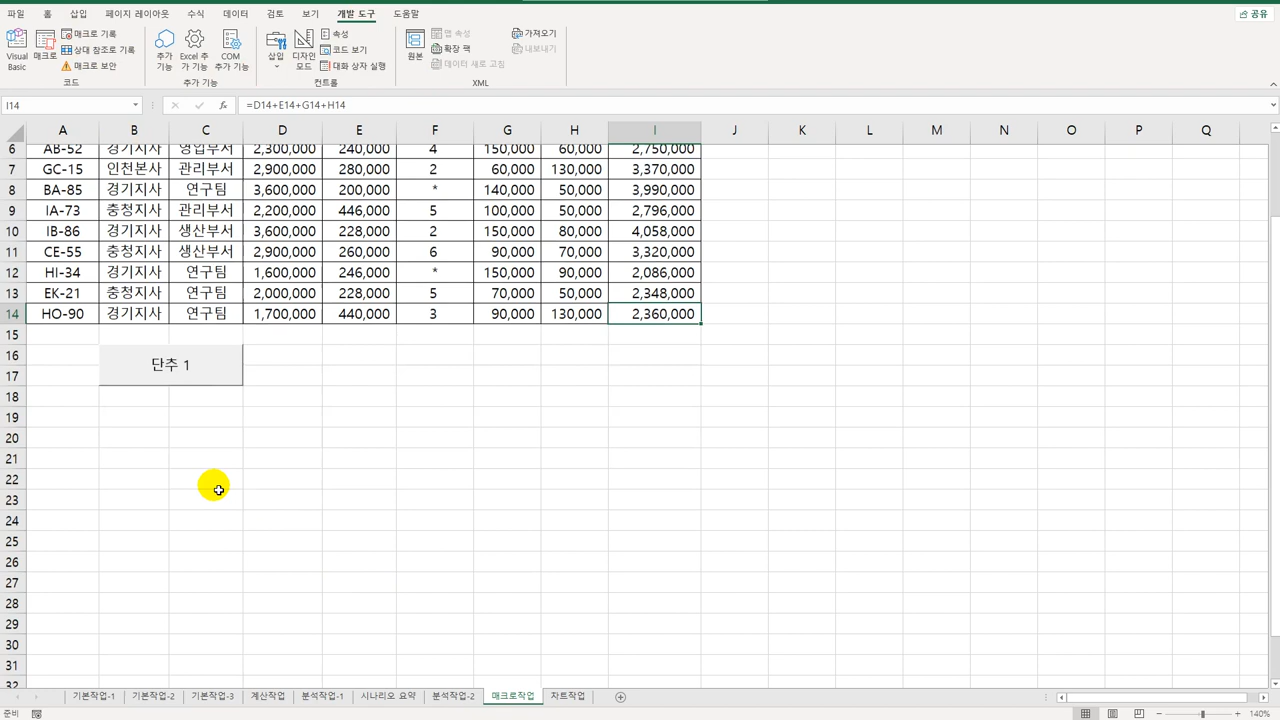 파일 홈 삽입 페이지 레이아웃 수식 데이터 검토 보기 개발 도구 도움말 공유
Visual Basic 매크로 매크로 기록 상대 참조로 기록 매크로 보안 코드
추가 기능 Excel 추가 기능 COM 추가 기능 추가 기능
삽입 디자인 모드 속성 코드 보기 대화 상자 실행 컨트롤
원본 맵 속성 확장 팩 데이터 새로 고침 가져오기 내보내기 XML
I14 fx =D14+E14+G14+H14
A B C D E F G H I J K L M N O P Q
6 AB-52 경기지사 영업부서 2,300,000 240,000 4 150,000 60,000 2,750,000
7 GC-15 인천본사 관리부서 2,900,000 280,000 2 60,000 130,000 3,370,000
8 BA-85 경기지사 연구팀 3,600,000 200,000 * 140,000 50,000 3,990,000
9 IA-73 충청지사 관리부서 2,200,000 446,000 5 100,000 50,000 2,796,000
10 IB-86 경기지사 생산부서 3,600,000 228,000 2 150,000 80,000 4,058,000
11 CE-55 충청지사 생산부서 2,900,000 260,000 6 90,000 70,000 3,320,000
12 HI-34 경기지사 연구팀 1,600,000 246,000 * 150,000 90,000 2,086,000
13 EK-21 충청지사 연구팀 2,000,000 228,000 5 70,000 50,000 2,348,000
14 HO-90 경기지사 연구팀 1,700,000 440,000 3 90,000 130,000 2,360,000
15
16
단추 1
17
18
19
20
21
22
23
24
25
26
27
28
29
30
31
32
기본작업-1 기본작업-2 기본작업-3 계산작업 분석작업-1 시나리오 요약 분석작업-2 매크로작업 차트작업
준비 140%